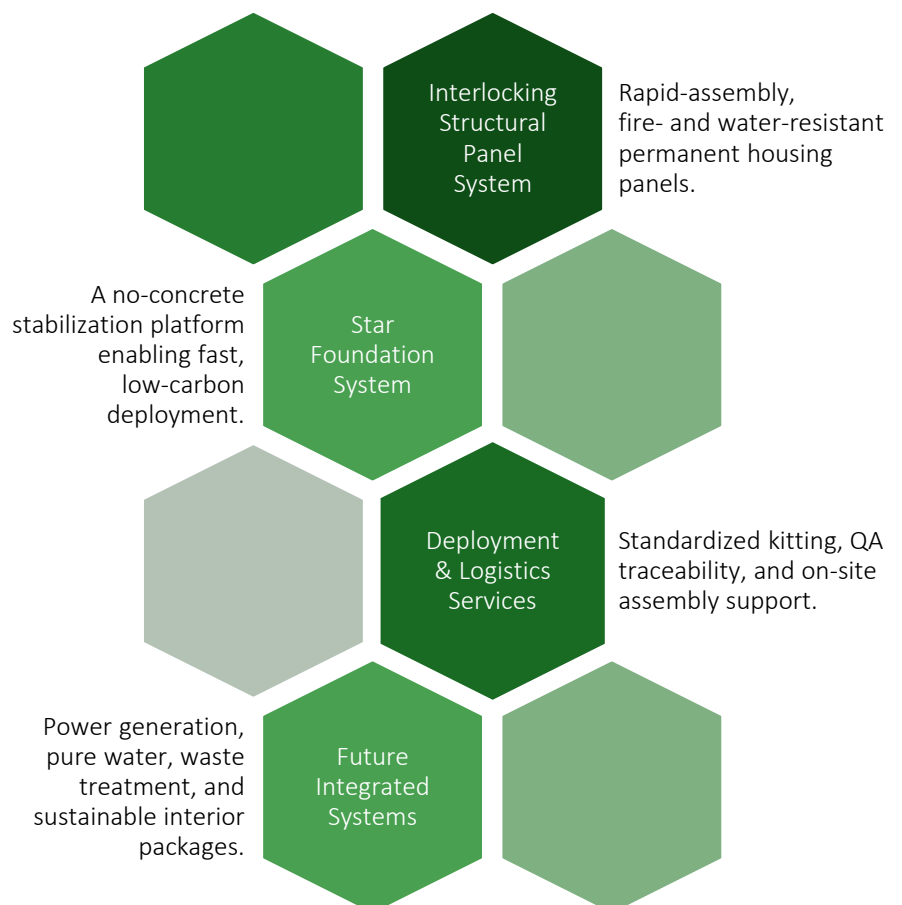 Interlocking
Structural
Panel
System
Rapid-assembly,
fire- and water-resistant
permanent housing
panels.
A no-concrete
stabilization platform
enabling fast,
low-carbon
deployment.
Star
Foundation
System
Deployment
& Logistics
Services
Standardized kitting, QA
traceability, and on-site
assembly support.
Power generation,
pure water, waste
treatment, and
sustainable interior
packages.
Future
Integrated
Systems